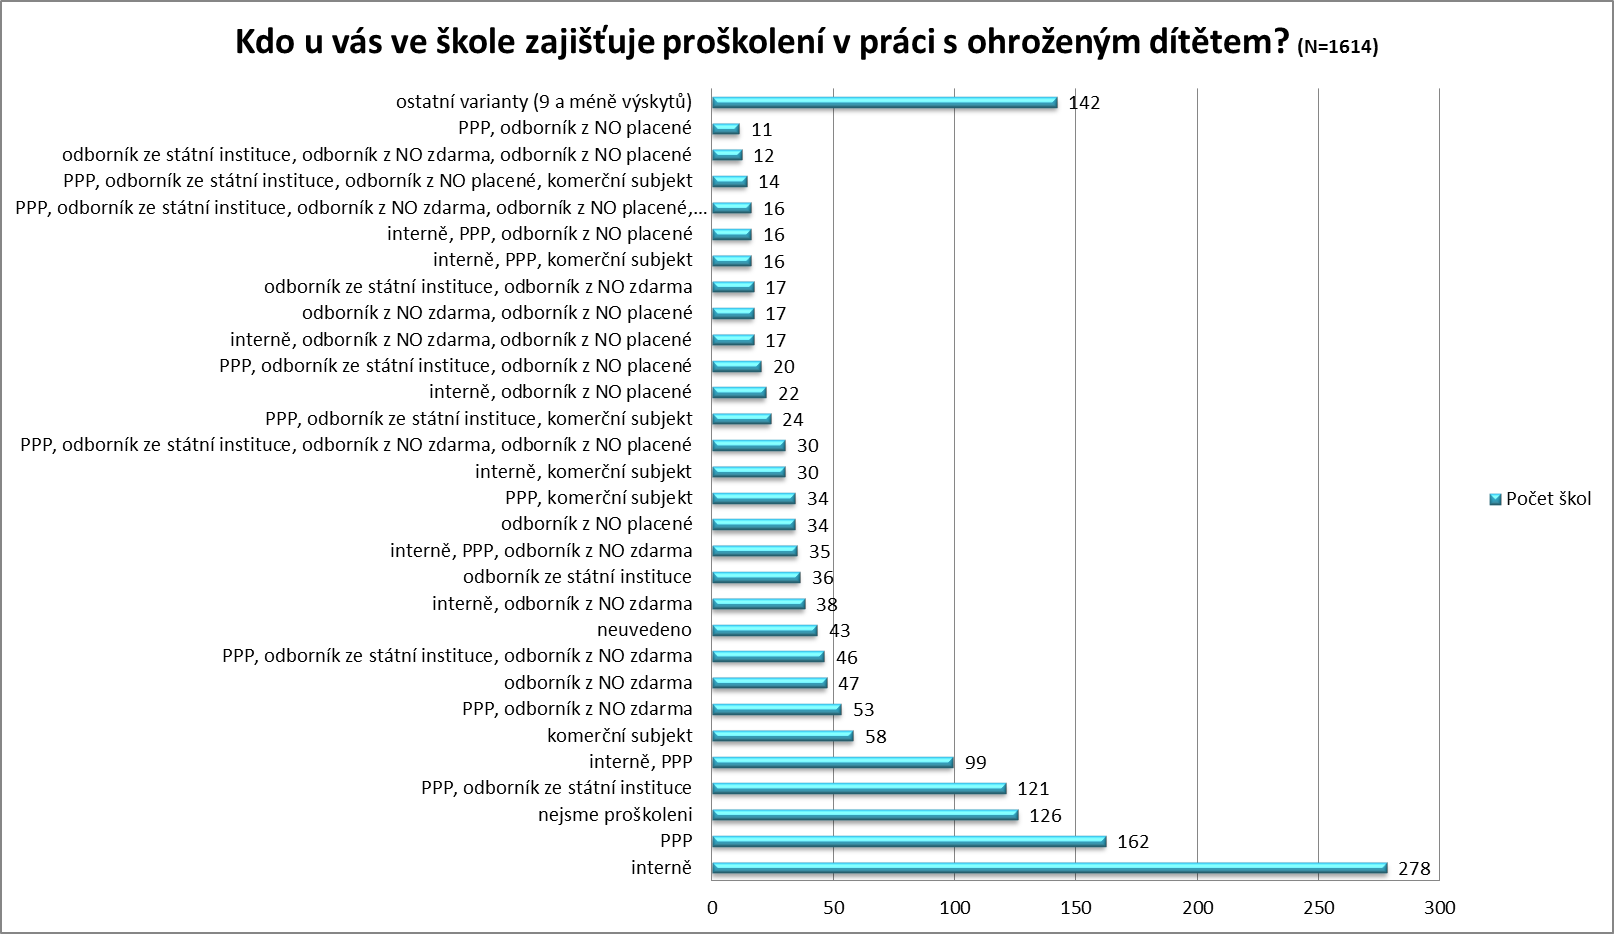 Kdo u vás ve škole zajišťuje proškolení v práci s ohroženým dítětem? (N=1614)
ostatní varianty (9 a méně výskytů) 142
PPP, odborník z NO placené 11
odborník ze státní instituce, odborník z NO zdarma, odborník z NO placené 12
PPP, odborník ze státní instituce, odborník z NO placené, komerční subjekt 14
PPP, odborník ze státní instituce, odborník z NO zdarma, odborník z NO placené,... 16
interně, PPP, odborník z NO placené 16
interně, PPP, komerční subjekt 16
odborník ze státní instituce, odborník z NO zdarma 17
odborník z NO zdarma, odborník z NO placené 17
interně, odborník z NO zdarma, odborník z NO placené 17
PPP, odborník ze státní instituce, odborník z NO placené 20
interně, odborník z NO placené 22
PPP, odborník ze státní instituce, komerční subjekt 24
PPP, odborník ze státní instituce, odborník z NO zdarma, odborník z NO placené 30
interně, komerční subjekt 30
PPP, komerční subjekt 34
odborník z NO placené 34
interně, PPP, odborník z NO zdarma 35
odborník ze státní instituce 36
interně, odborník z NO zdarma 38
neuvedeno 43
PPP, odborník ze státní instituce, odborník z NO zdarma 46
odborník z NO zdarma 47
PPP, odborník z NO zdarma 53
komerční subjekt 58
interně, PPP 99
PPP, odborník ze státní instituce 121
nejsme proškoleni 126
PPP 162
interně 278
0 50 100 150 200 250 300
Počet škol